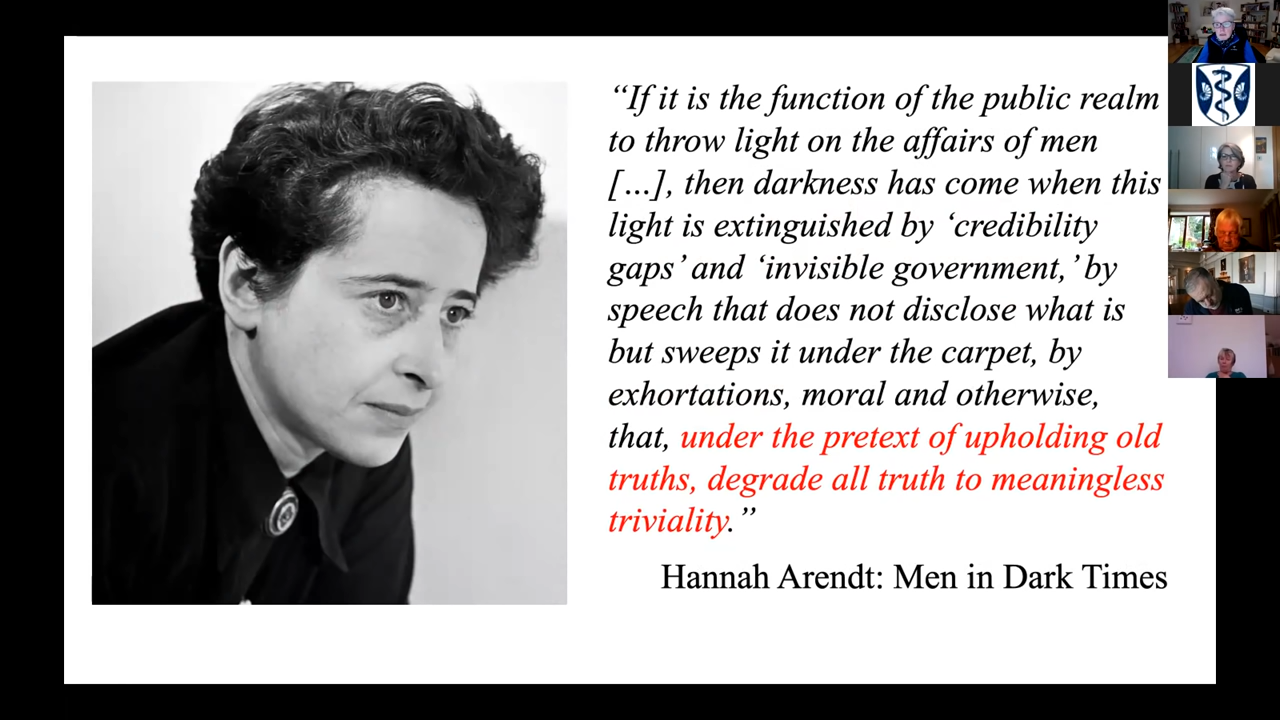 “If it is the function of the public realm
to throw light on the affairs of men
[…], then darkness has come when this
light is extinguished by ‘credibility
gaps’ and ‘invisible government,’ by
speech that does not disclose what is
but sweeps it under the carpet, by
exhortations, moral and otherwise,
that, under the pretext of upholding old
truths, degrade all truth to meaningless
triviality.”
Hannah Arendt: Men in Dark Times